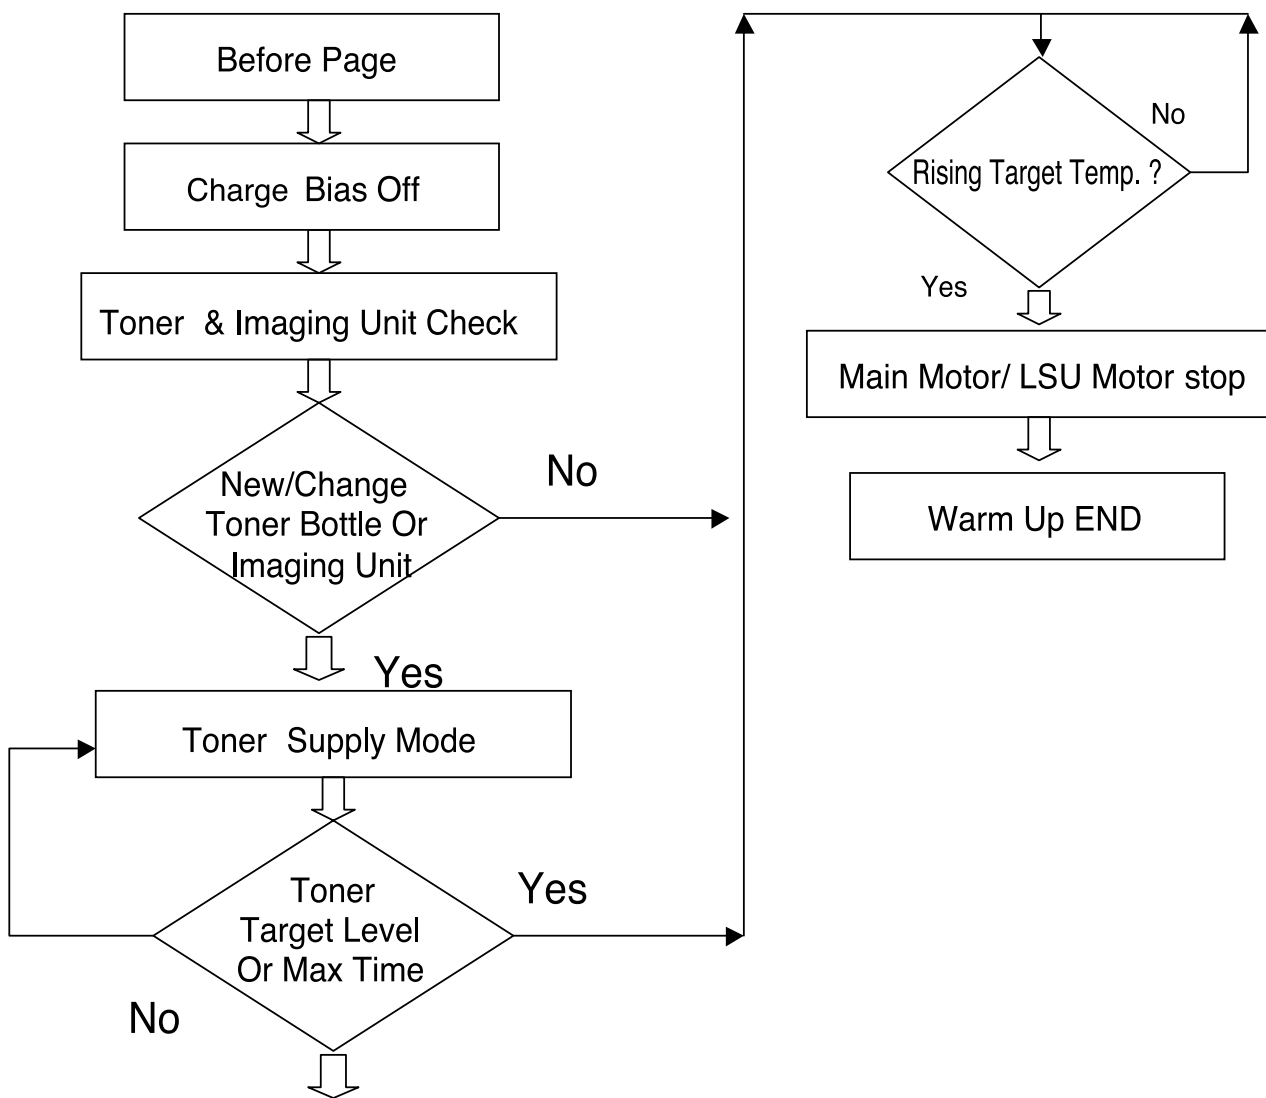 Before Page
Charge Bias Off
Toner & Imaging Unit Check
New/Change
Toner Bottle Or
Imaging Unit
No
Yes
Toner Supply Mode
Toner
Target Level
Or Max Time
Yes
No
Rising Target Temp. ?
No
Yes
Main Motor/ LSU Motor stop
Warm Up END